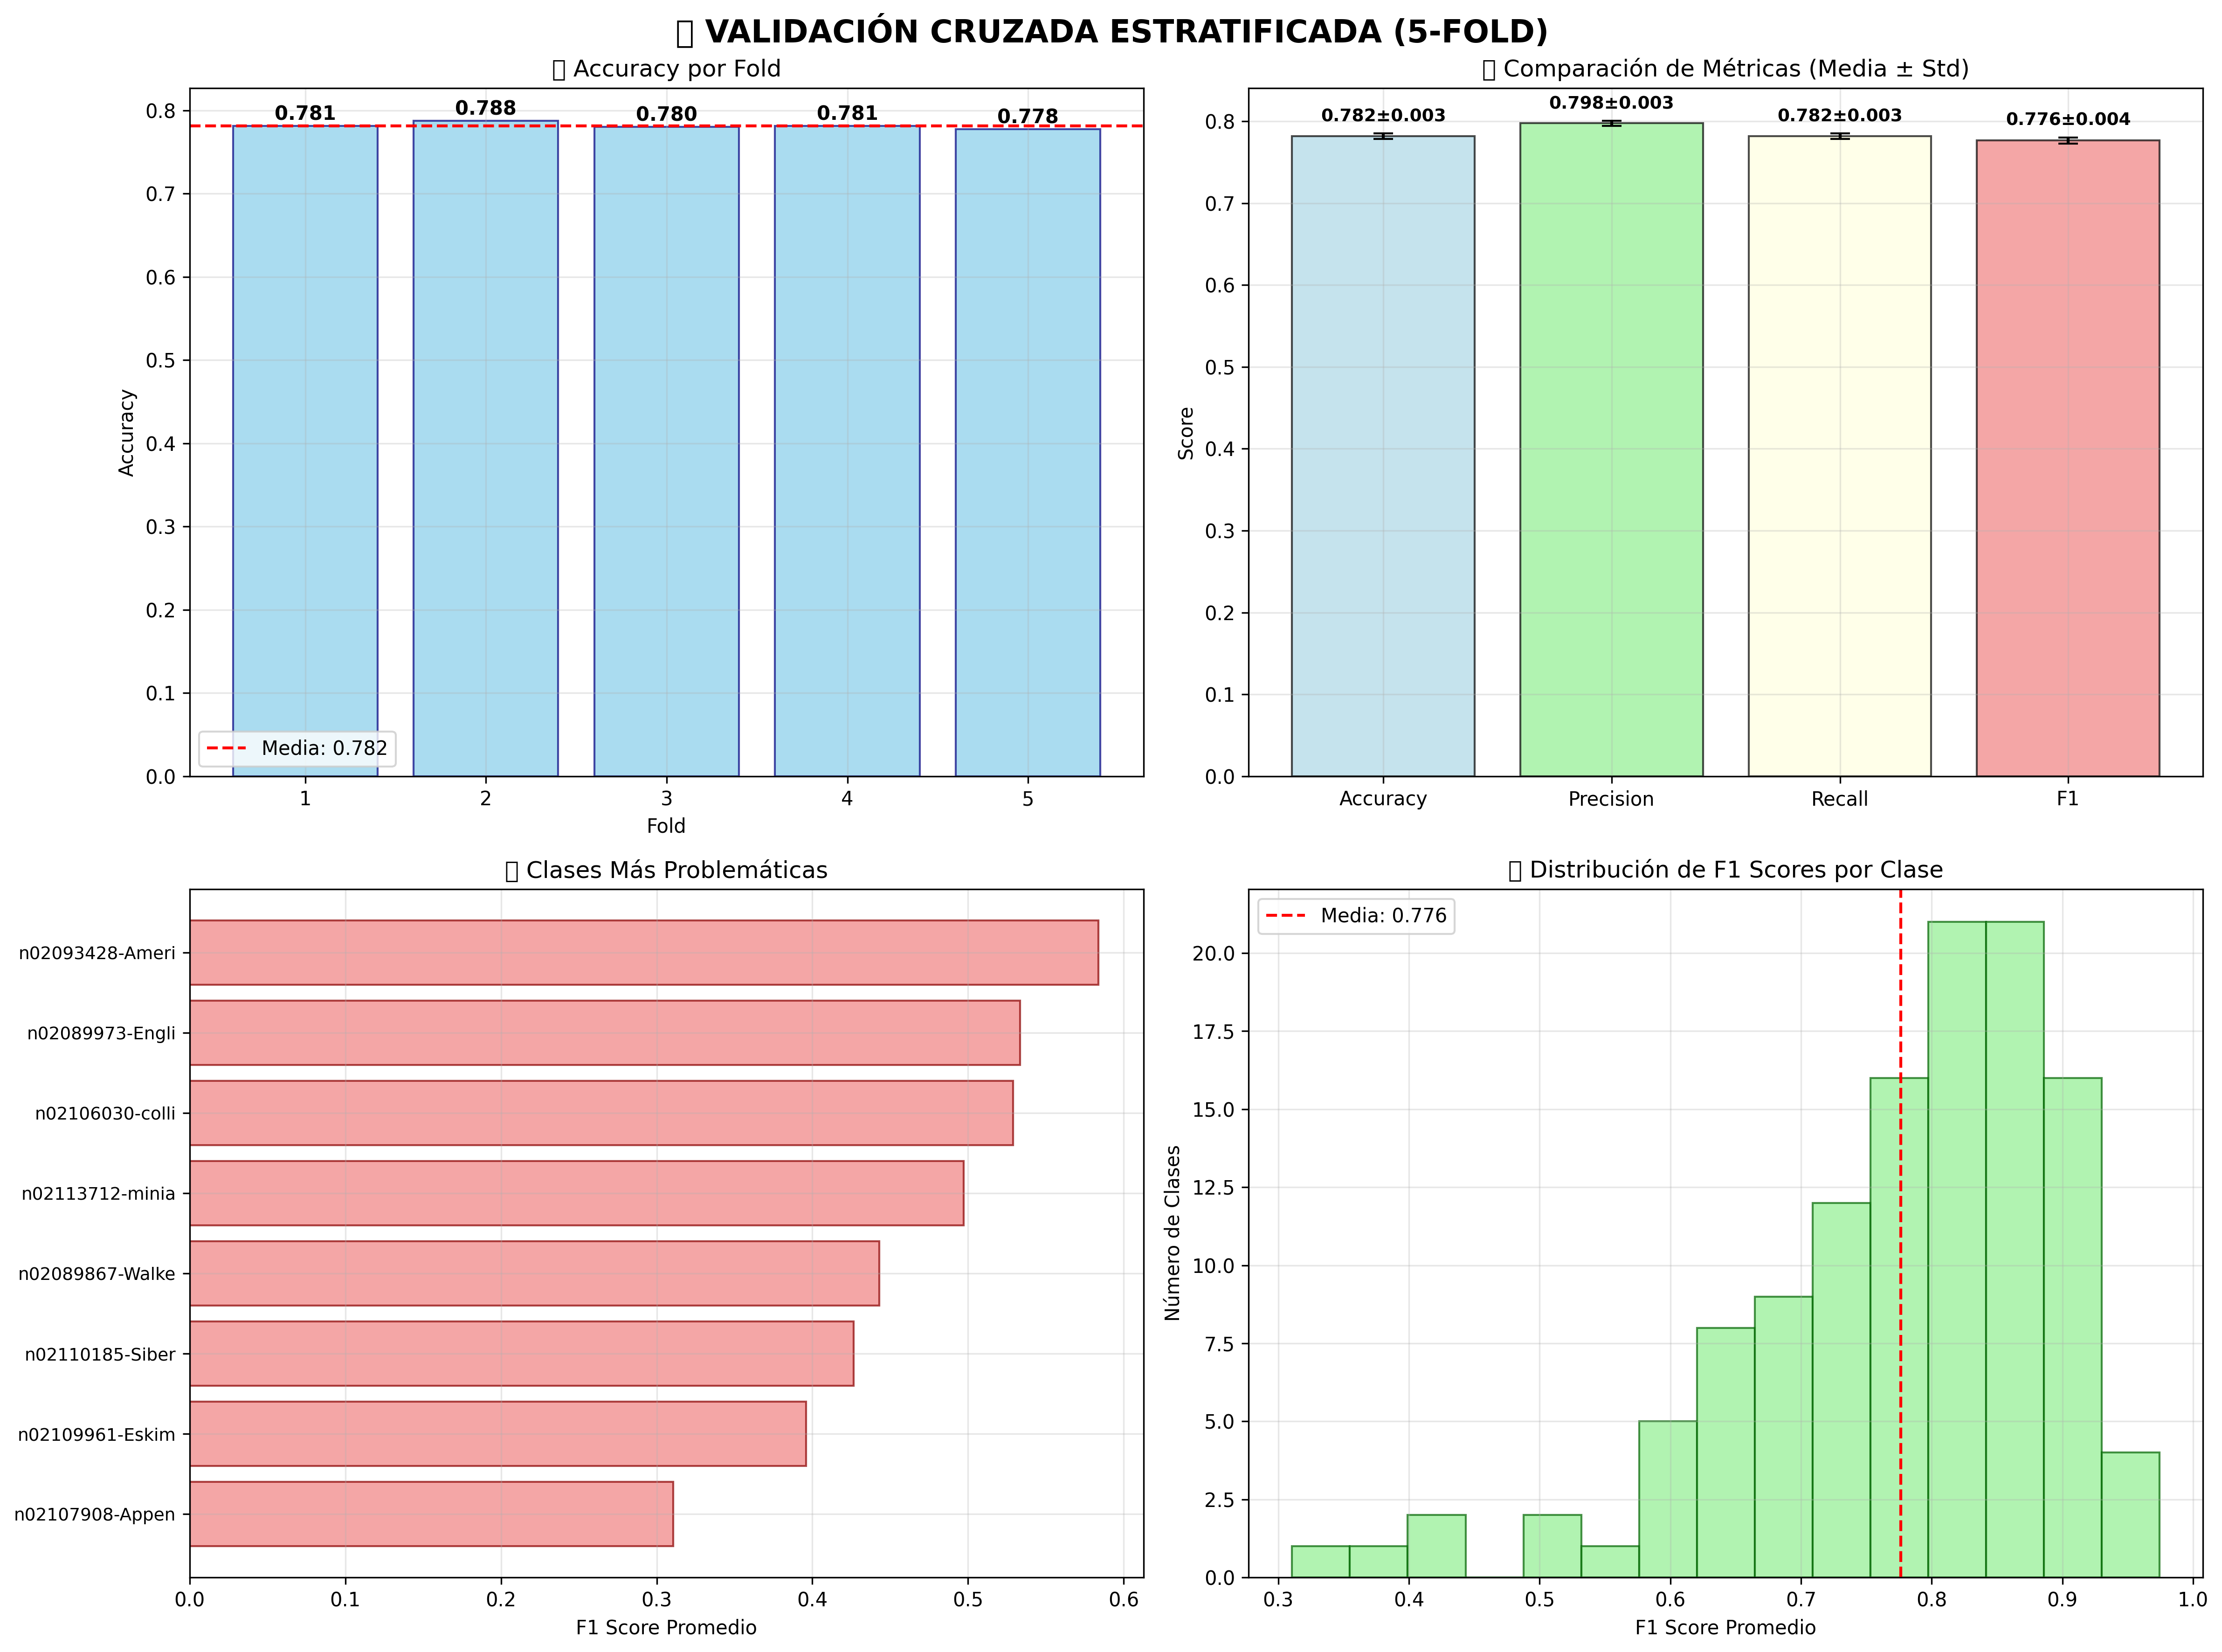 VALIDACIÓN CRUZADA ESTRATIFICADA (5-FOLD)
Accuracy por Fold
0.781
0.788
0.780
0.781
0.778
0.8
0.7
0.6
0.5
0.4
0.3
0.2
0.1
0.0
Accuracy
Media: 0.782
1
2
3
4
5
Fold
Comparación de Métricas (Media ± Std)
0.782±0.003
0.798±0.003
0.782±0.003
0.776±0.004
0.8
0.7
0.6
0.5
0.4
0.3
0.2
0.1
0.0
Score
Accuracy
Precision
Recall
F1
Clases Más Problemáticas
n02093428-Ameri
n02089973-Engli
n02106030-colli
n02113712-minia
n02089867-Walke
n02110185-Siber
n02109961-Eskim
n02107908-Appen
0.0
0.1
0.2
0.3
0.4
0.5
0.6
F1 Score Promedio
Distribución de F1 Scores por Clase
Media: 0.776
20.0
17.5
15.0
12.5
10.0
7.5
5.0
2.5
0.0
Número de Clases
0.3
0.4
0.5
0.6
0.7
0.8
0.9
1.0
F1 Score Promedio